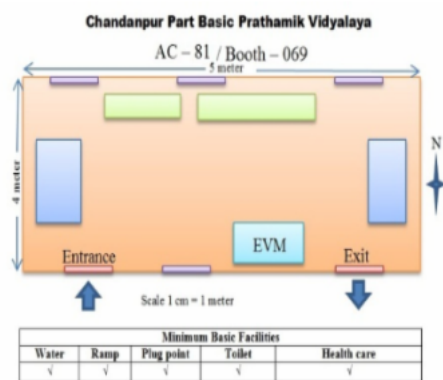 Chandanpur Part Basic Prathamik Vidyalaya
AC – 81 / Booth – 069
5 meter
4 meter
N
EVM
Entrance
Exit
Scale 1 cm = 1 meter
Minimum Basic Facilities
Water Ramp Plug point Toilet Health care
√ √ √ √ √